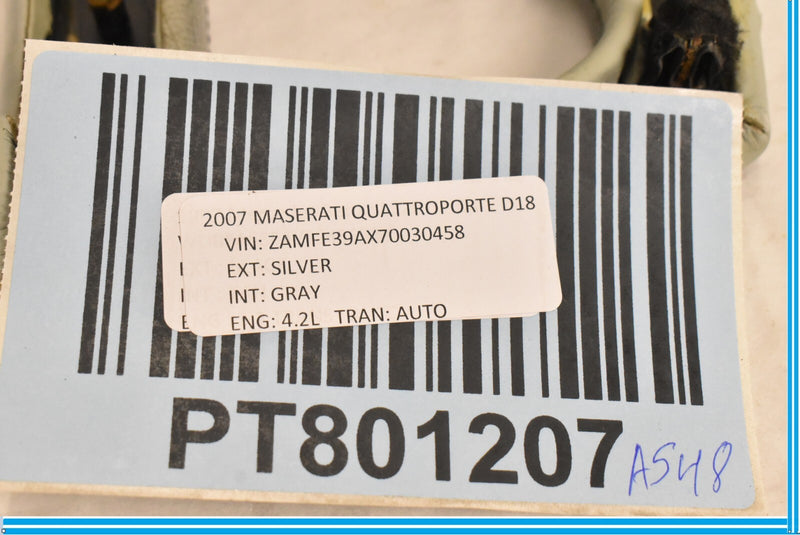 2007 MASERATI QUATTROPORTE D18
VIN: ZAMFE39AX70030458
EXT: SILVER
INT: GRAY
ENG: 4.2L TRAN: AUTO
PT801207
A548